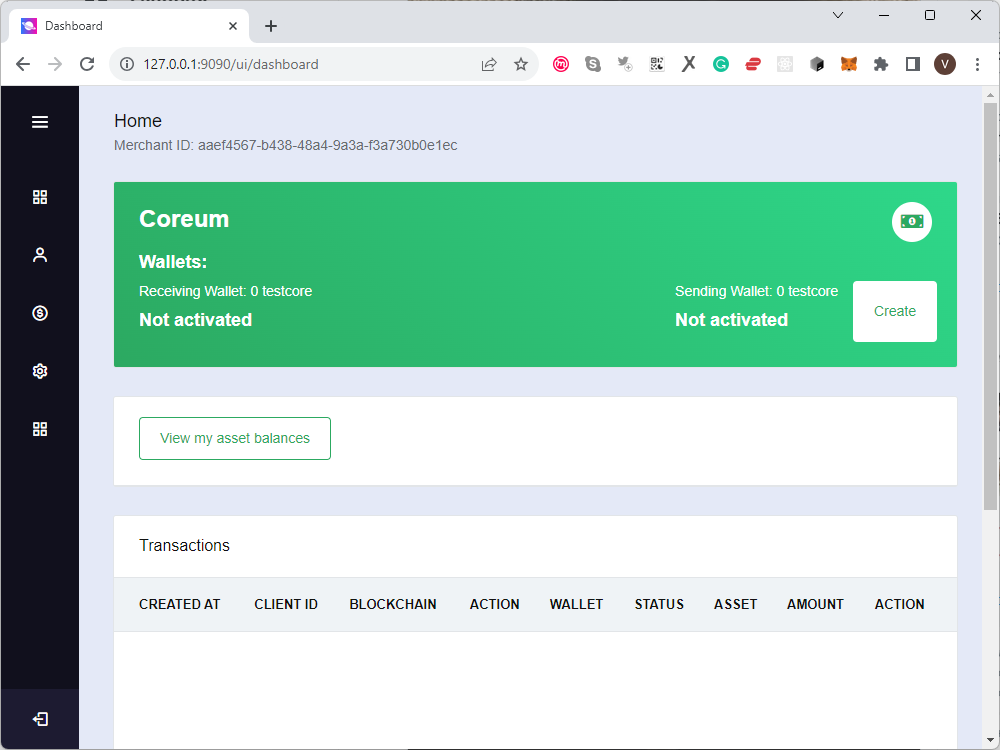 Dashboard
127.0.0.1:9090/ui/dashboard
V
Home
Merchant ID: aaef4567-b438-48a4-9a3a-f3a730b0e1ec
Coreum
Wallets:
Receiving Wallet: 0 testcore
Not activated
Sending Wallet: 0 testcore
Not activated
Create
View my asset balances
Transactions
CREATED AT CLIENT ID BLOCKCHAIN ACTION WALLET STATUS ASSET AMOUNT ACTION